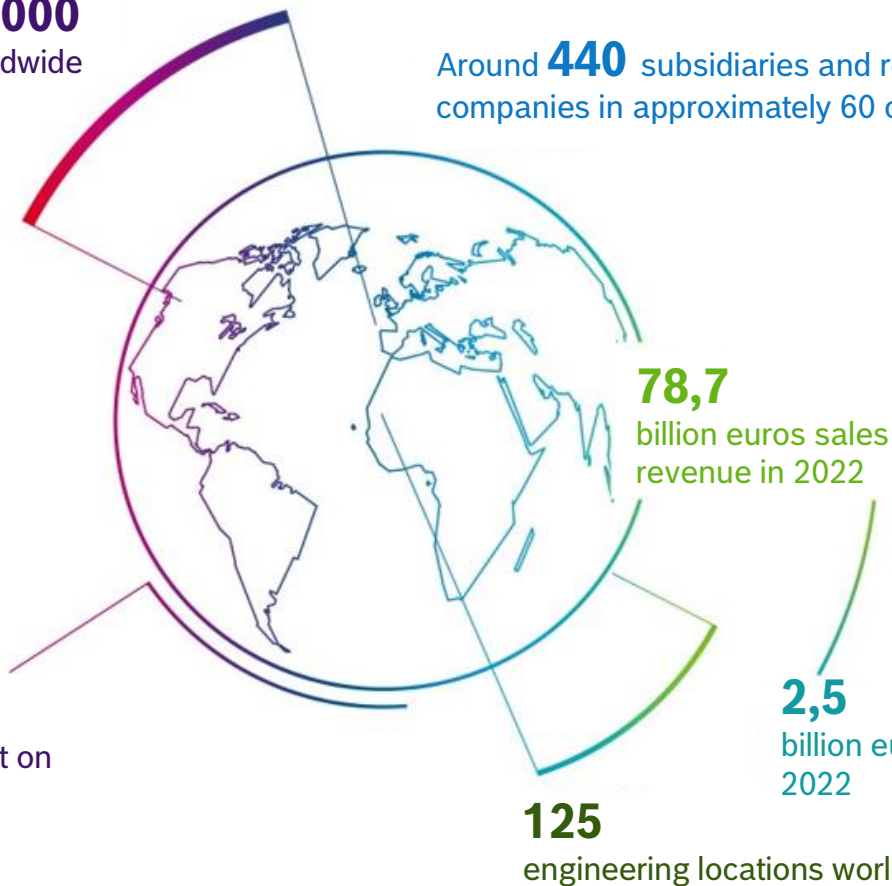 000
dwide
Around 440 subsidiaries and r
companies in approximately 60
78,7
billion euros sales
revenue in 2022
2,5
billion eu
2022
t on
125
engineering locations worl